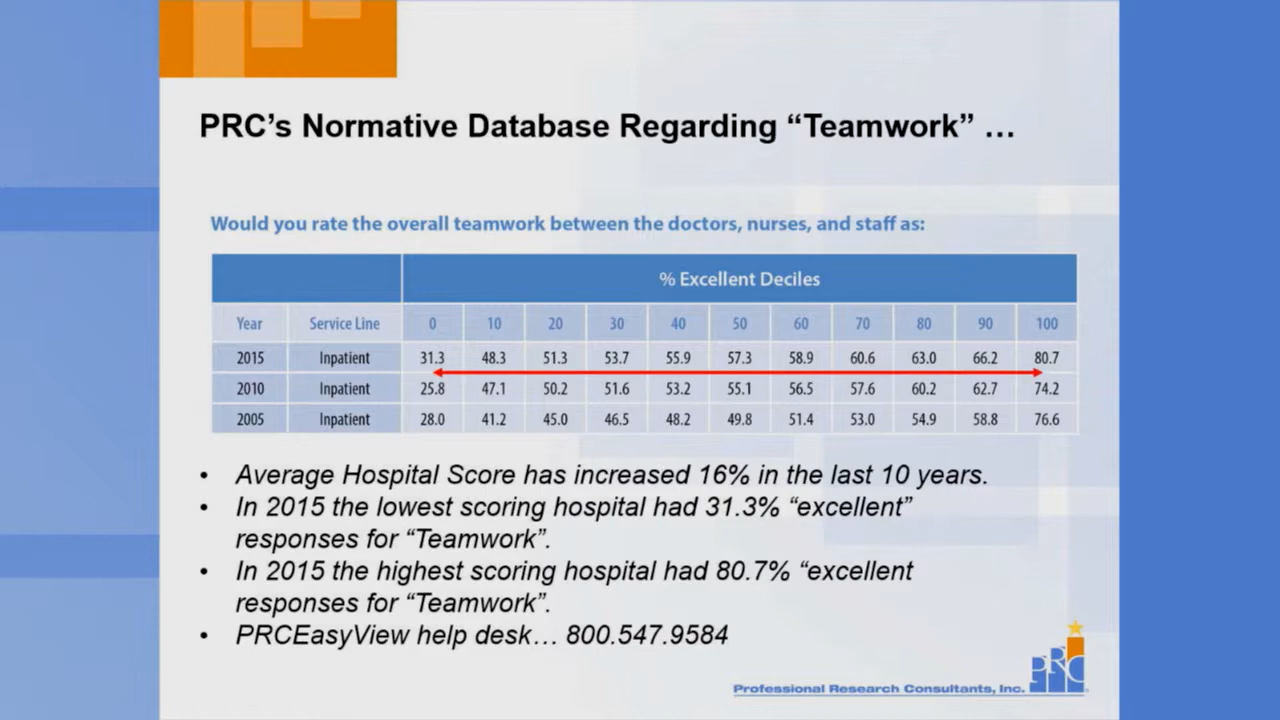 PRC's Normative Database Regarding “Teamwork” …
Would you rate the overall teamwork between the doctors, nurses, and staff as:
% Excellent Deciles
Year Service Line 0 10 20 30 40 50 60 70 80 90 100
2015 Inpatient 31.3 48.3 51.3 53.7 55.9 57.3 58.9 60.6 63.0 66.2 80.7
2010 Inpatient 25.8 47.1 50.2 51.6 53.2 55.1 56.5 57.6 60.2 62.7 74.2
2005 Inpatient 28.0 41.2 45.0 46.5 48.2 49.8 51.4 53.0 54.9 58.8 76.6
• Average Hospital Score has increased 16% in the last 10 years.
• In 2015 the lowest scoring hospital had 31.3% “excellent”
responses for “Teamwork”.
• In 2015 the highest scoring hospital had 80.7% “excellent
responses for “Teamwork”.
• PRCEasyView help desk… 800.547.9584
PRC
Professional Research Consultants, Inc.